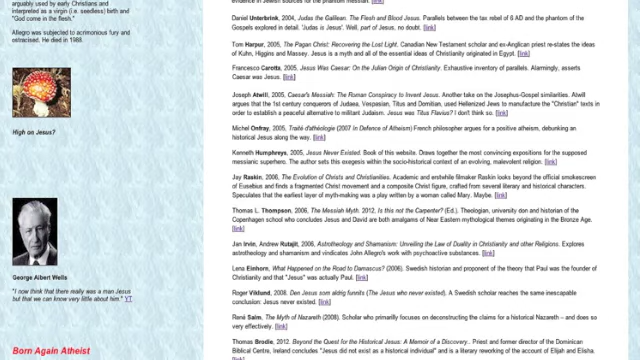 arguably used by early Christians and
interpreted as a virgin (i.e. seedless) birth and
"God come in the flesh."
Allegro was subjected to acrimonious fury and
ostracised. He died in 1988.
High on Jesus?
George Albert Wells
"I now think that there really was a man Jesus
but that we can know very little about him." YT
Born Again Atheist
evidence in Jewish sources for the phantom messiah. [link]
Daniel Unterbrink, 2004, Judas the Galilean. The Flesh and Blood Jesus. Parallels between the tax rebel of 6 AD and the phantom of the
Gospels explored in detail. 'Judas is Jesus'. Well, part of Jesus, no doubt. [link]
Tom Harpur, 2005, The Pagan Christ: Recovering the Lost Light. Canadian New Testament scholar and ex-Anglican priest re-states the ideas
of Kuhn, Higgins and Massey. Jesus is a myth and all of the essential ideas of Christianity originated in Egypt. [link]
Francesco Carotta, 2005, Jesus Was Caesar: On the Julian Origin of Christianity. Exhaustive inventory of parallels. Alarmingly, asserts
Caesar was Jesus. [link]
Joseph Atwill, 2005, Caesar's Messiah: The Roman Conspiracy to Invent Jesus. Another take on the Josephus-Gospel similarities. Atwill
argues that the 1st century conquerors of Judaea, Vespasian, Titus and Domitian, used Hellenized Jews to manufacture the "Christian" texts in
order to establish a peaceful alternative to militant Judaism. Jesus was Titus Flavius? I don't think so. [link]
Michel Onfray, 2005, Traité d'athéologie (2007 In Defence of Atheism) French philosopher argues for a positive atheism, debunking an
historical Jesus along the way. [link]
Kenneth Humphreys, 2005, Jesus Never Existed. Book of this website. Draws together the most convincing expositions for the supposed
messianic superhero. The author sets this exegesis within the socio-historical context of an evolving, malevolent religion. [link]
Jay Raskin, 2006, The Evolution of Christs and Christianities. Academic and erstwhile filmmaker Raskin looks beyond the official smokescreen
of Eusebius and finds a fragmented Christ movement and a composite Christ figure, crafted from several literary and historical characters.
Speculates that the earliest layer of myth-making was a play written by a woman called Mary. Maybe. [link]
Thomas L. Thompson, 2006, The Messiah Myth. 2012, Is this not the Carpenter? (Ed.). Theologian, university don and historian of the
Copenhagen school who concludes Jesus and David are both amalgams of Near Eastern mythological themes originating in the Bronze Age.
[link]
Jan Irvin, Andrew Rutajit, 2006, Astrotheology and Shamanism: Unveiling the Law of Duality in Christianity and other Religions. Explores
astrotheology and shamanism and vindicates John Allegro's work with psychoactive substances. [link]
Lena Einhorn, What Happened on the Road to Damascus? (2006). Swedish historian and proponent of the theory that Paul was the founder of
Christianity and that "Jesus" was actually Paul. [link]
Roger Viklund, 2008. Den Jesus som aldrig funnits (The Jesus who never existed). A Swedish scholar reaches the same inescapable
conclusion: Jesus never existed. [link]
René Salm, The Myth of Nazareth (2008). Scholar who primarily focuses on deconstructing the claims for a historical Nazareth – and does so
very effectively. [link]
Thomas Brodie, 2012. Beyond the Quest for the Historical Jesus: A Memoir of a Discovery.. Priest and former director of the Dominican
Biblical Centre, Ireland concludes "Jesus did not exist as a historical individual" and is a literary reworking of the account of Elijah and Elisha.
[link]